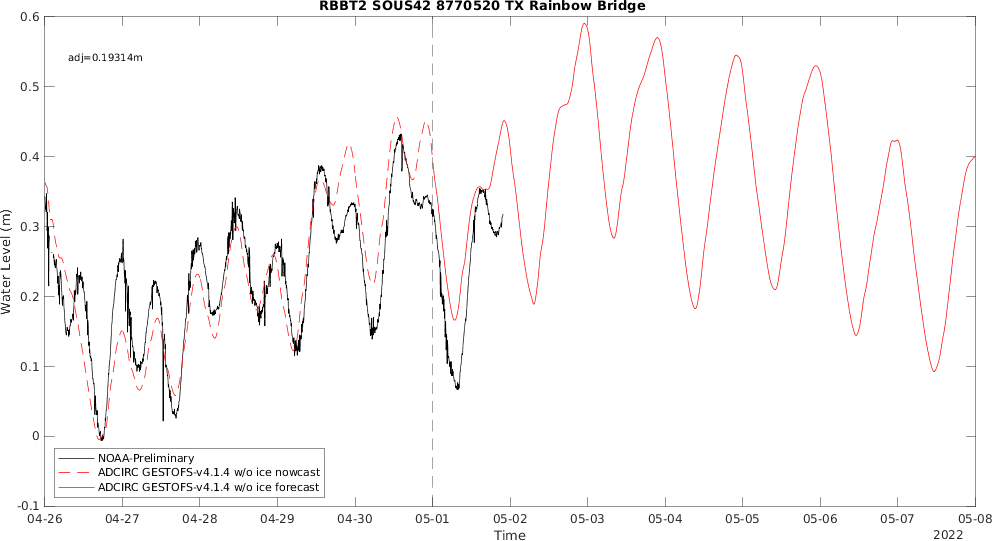 RBBT2 SOUS42 8770520 TX Rainbow Bridge
adj=0.19314m
Water Level (m)
0.6
0.5
0.4
0.3
0.2
0.1
0
-0.1
NOAA-Preliminary
ADCIRC GESTOFS-v4.1.4 w/o ice nowcast
ADCIRC GESTOFS-v4.1.4 w/o ice forecast
04-26 04-27 04-28 04-29 04-30 05-01 05-02 05-03 05-04 05-05 05-06 05-07 05-08
Time
2022